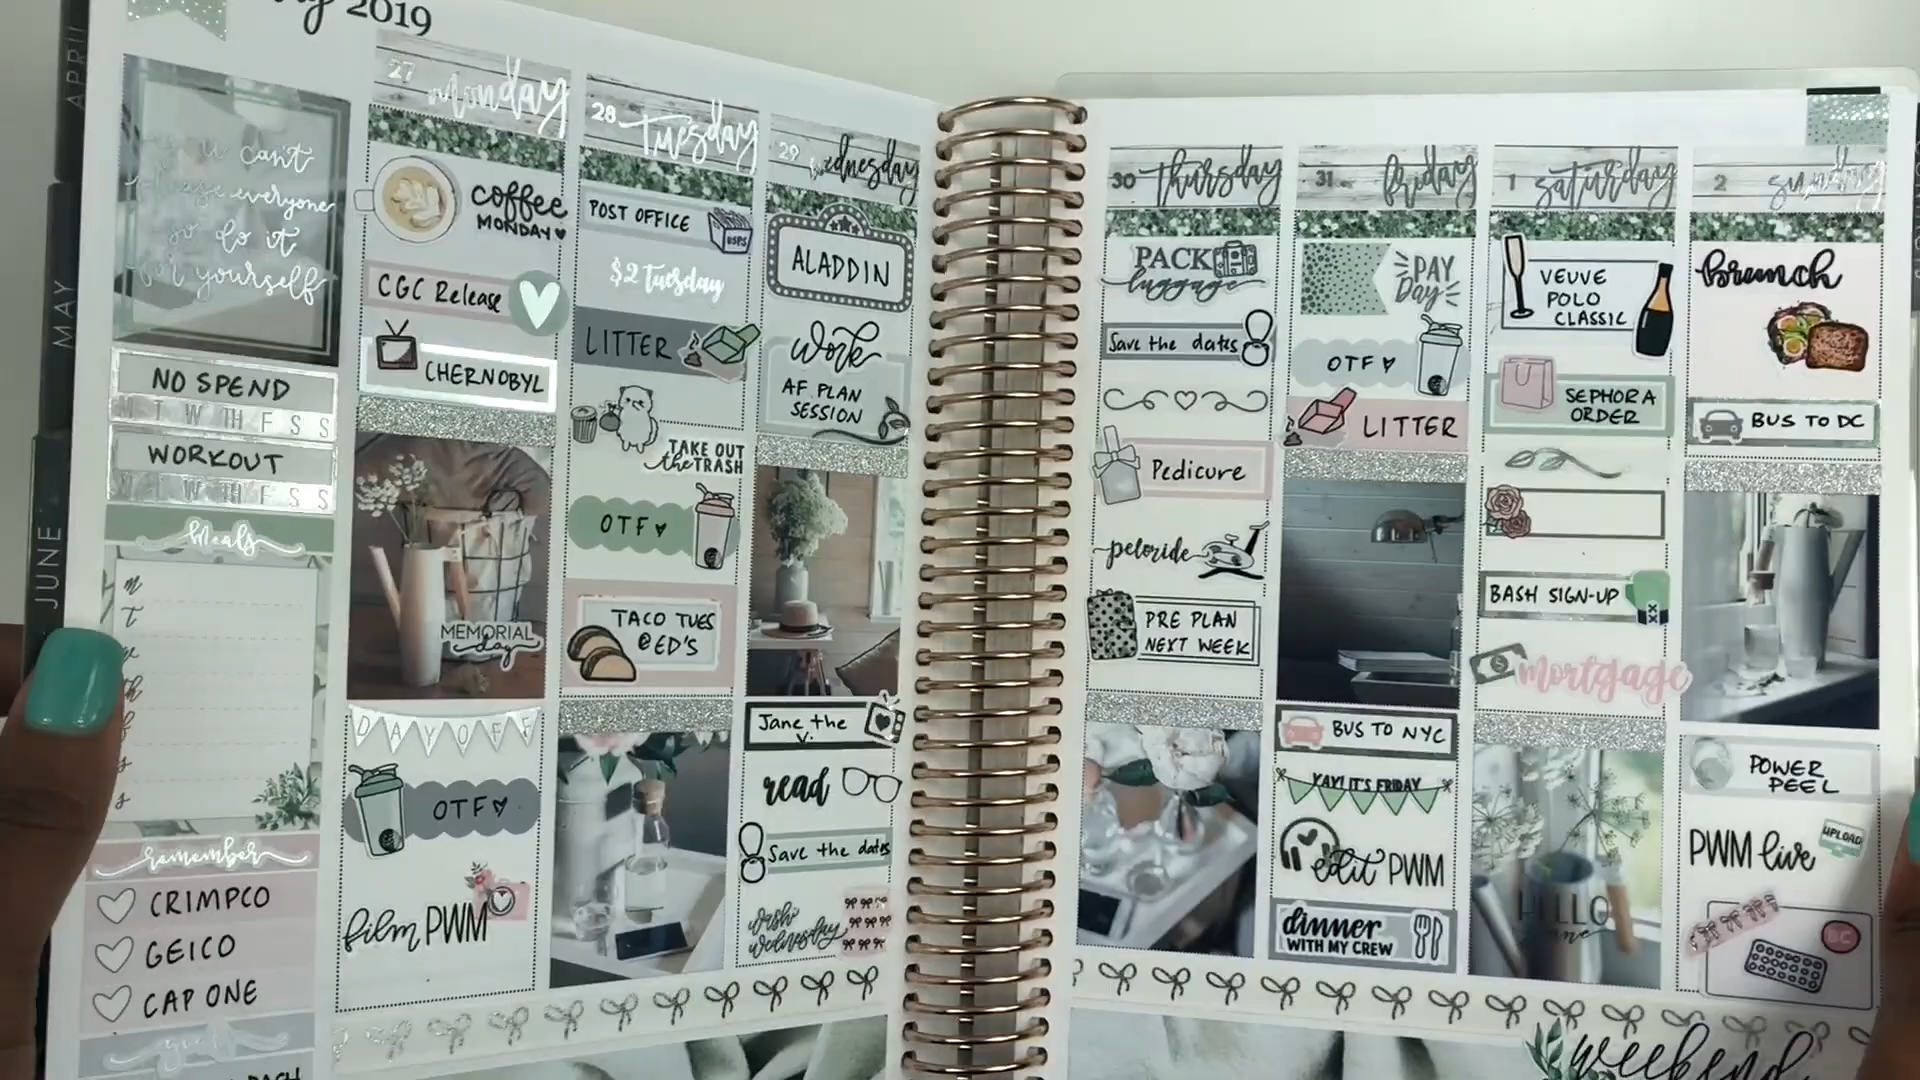 2019
APRIL
MAY
JUNE
you can't
please everyone
so do it
for yourself
NO SPEND
M T W TH F S S
WORKOUT
M T W TH F S S
Meals
M
T
W
th
f
s
s
remember
CRIMPCO
GEICO
CAP ONE
27
Monday
coffee
MONDAY
CGC Release
CHERNOBYL
MEMORIAL
day
DAY OFF
OTF
film PWM
28
Tuesday
POST OFFICE
USPS
$2 Tuesday
LITTER
TAKE OUT
the TRASH
OTF
TACO TUES
@ED'S
29
Wednesday
ALADDIN
Work
AF PLAN
SESSION
Jane the
V.
read
Save the dates
wash
wednesday
30
Thursday
PACK
luggage
Save the dates
Pedicure
peloride
PRE PLAN
NEXT WEEK
31
friday
PAY
Day
OTF
LITTER
BUS TO NYC
YAY! IT'S FRIDAY
edit PWM
dinner
WITH MY CREW
1
saturday
VEUVE
POLO
CLASSIC
SEPHORA
ORDER
BASH SIGN-UP
mortgage
HELLO
June
2
sunday
brunch
BUS TO DC
POWER
PEEL
PWM live
UPLOAD
weekend